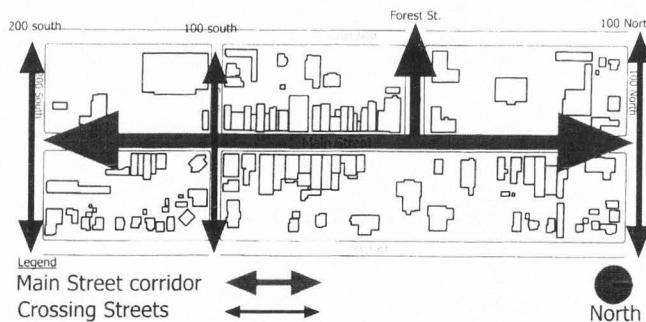 Forest St.
200 south
100 south
100 North
100 North
Main Street
Legend
Main Street corridor
Crossing Streets
North